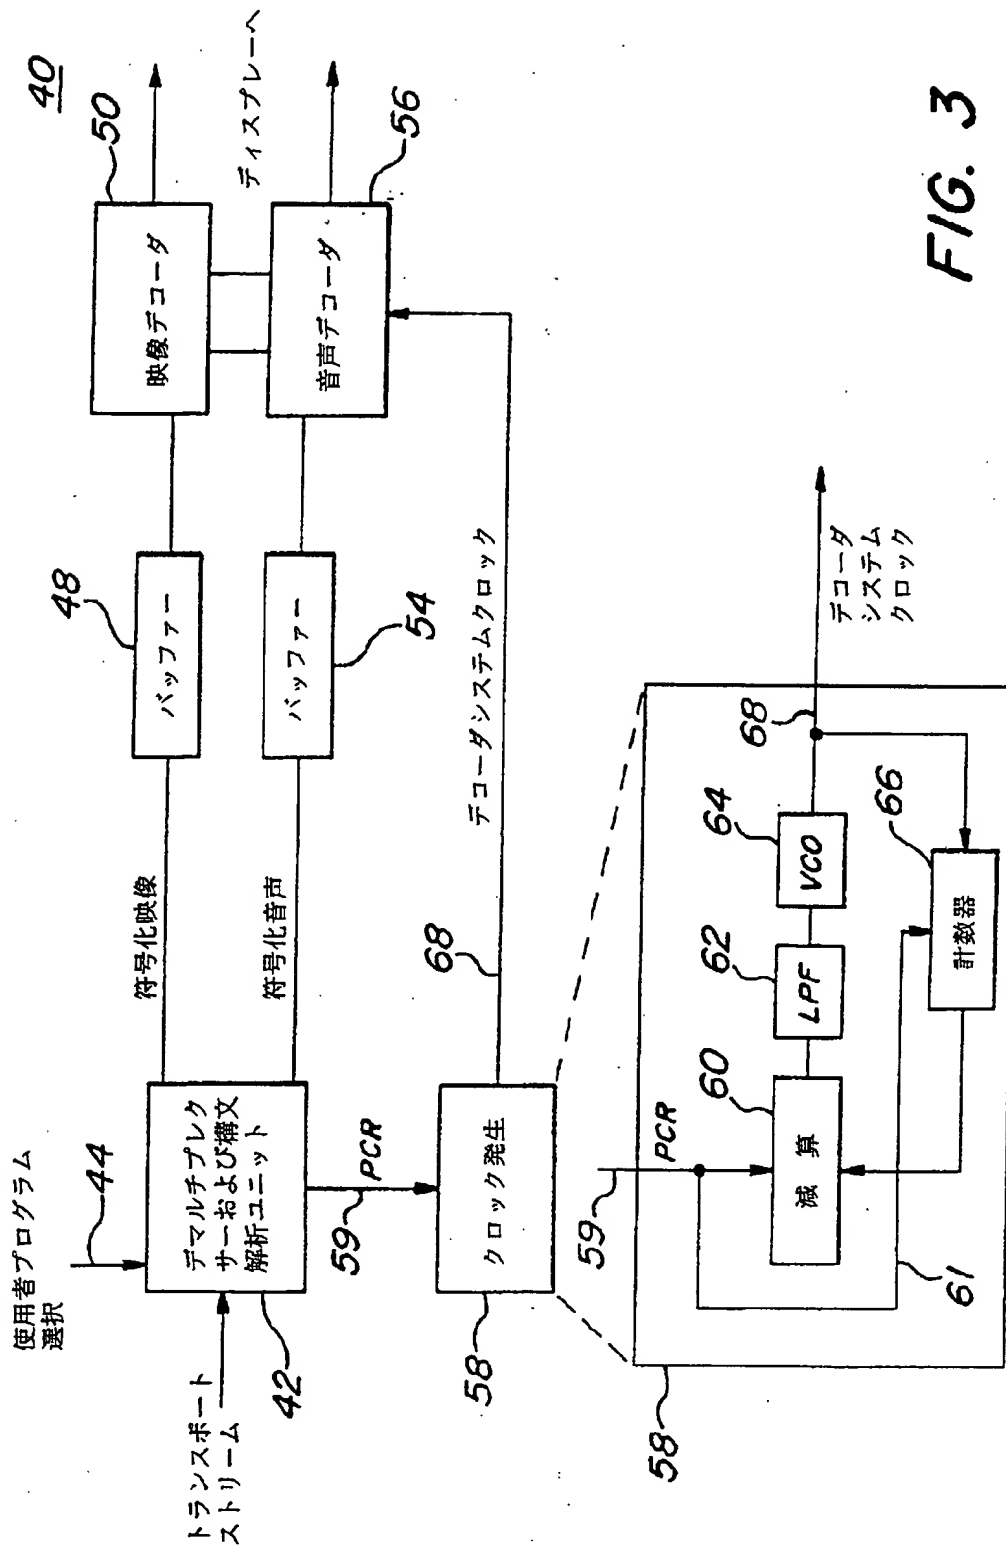 40
使用者プログラム
選択
44
トランスポート
ストリーム
42
デマルチプレク
サーおよび構文
解析ユニット
符号化映像
48
バッファー
50
映像デコーダ
符号化音声
54
バッファー
56
音声デコーダ
ディスプレーへ
59
PCR
58
クロック発生
68
デコーダシステムクロック
58
59
PCR
60
減算
61
62
LPF
64
VCO
66
計数器
68
デコーダ
システム
クロック
FIG. 3